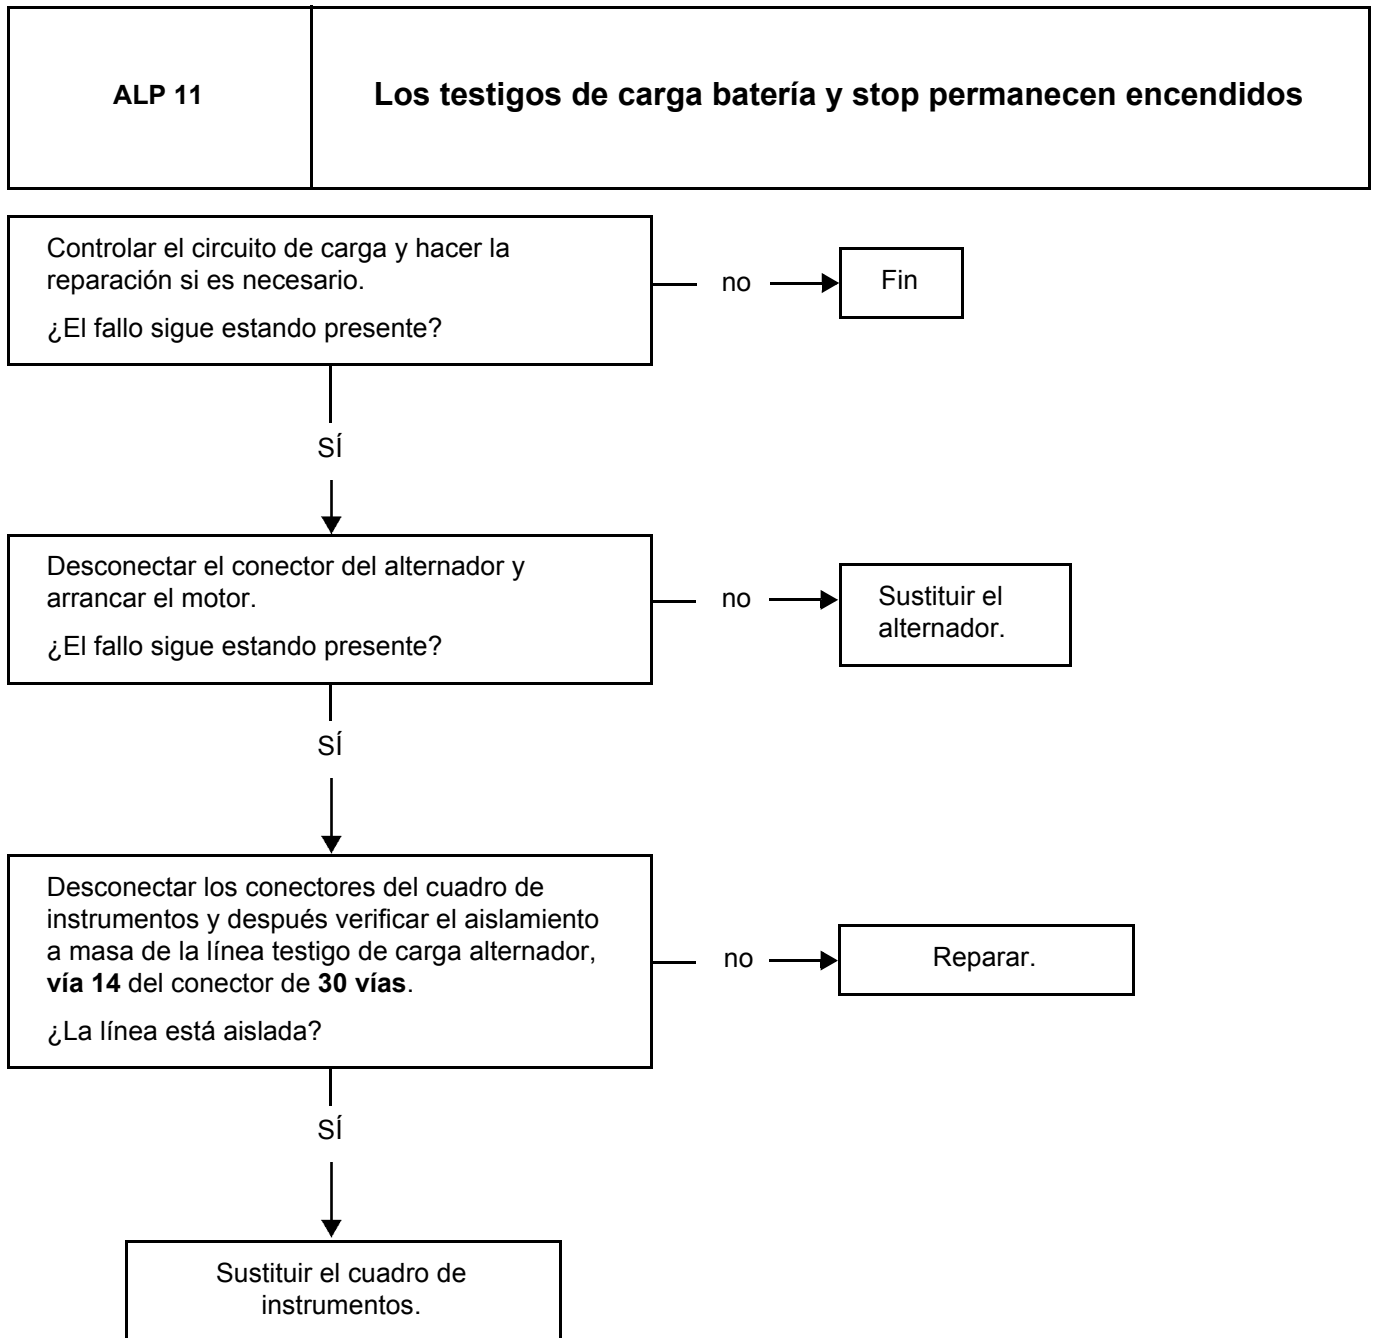 ALP 11
Los testigos de carga batería y stop permanecen encendidos
Controlar el circuito de carga y hacer la
reparación si es necesario.
¿El fallo sigue estando presente?
no
Fin
SÍ
Desconectar el conector del alternador y
arrancar el motor.
¿El fallo sigue estando presente?
no
Sustituir el
alternador.
SÍ
Desconectar los conectores del cuadro de
instrumentos y después verificar el aislamiento
a masa de la línea testigo de carga alternador,
vía 14 del conector de 30 vías.
¿La línea está aislada?
no
Reparar.
SÍ
Sustituir el cuadro de
instrumentos.